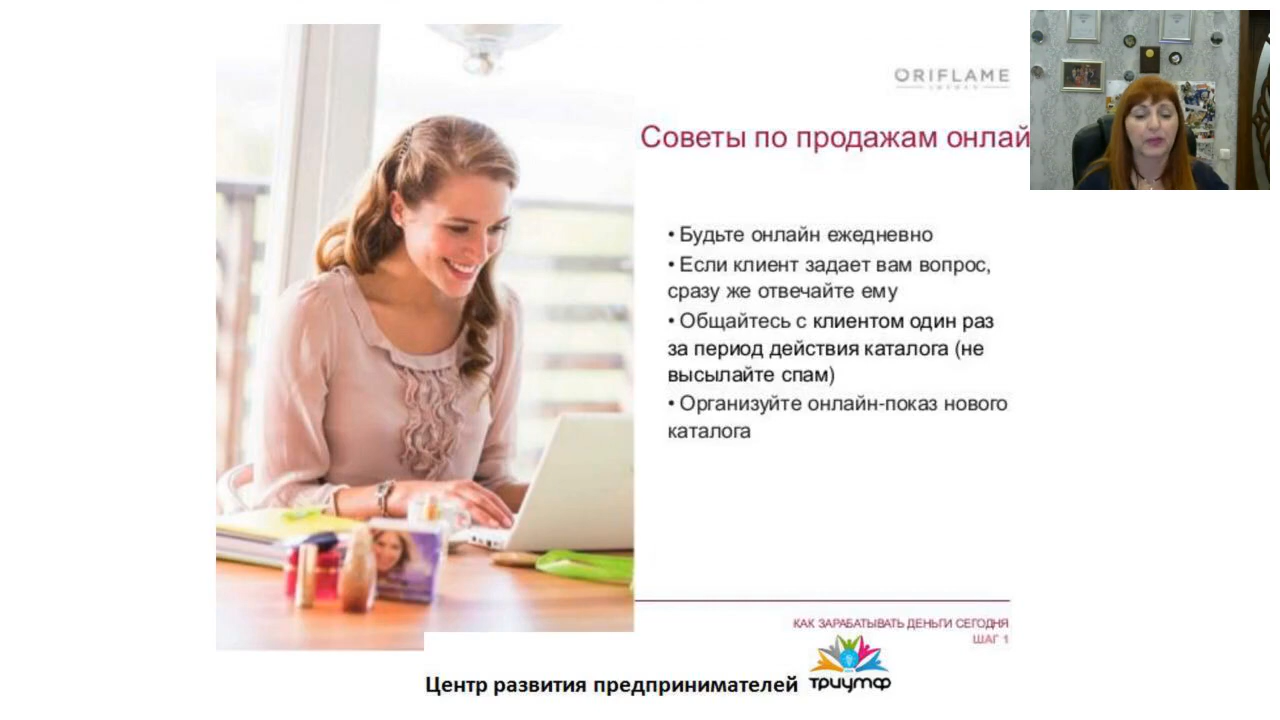 ORIFLAME
Советы по продажам онлай
• Будьте онлайн ежедневно
• Если клиент задает вам вопрос,
сразу же отвечайте ему
• Общайтесь с клиентом один раз
за период действия каталога (не
высылайте спам)
• Организуйте онлайн-показ нового
каталога
КАК ЗАРАБАТЫВАТЬ ДЕНЬГИ СЕГОДНЯ
ШАГ 1
Центр развития предпринимателей триумф